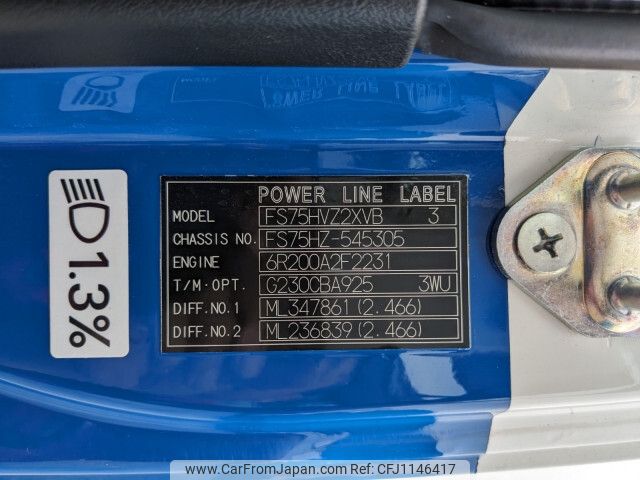 POWER LINE LABEL
MODEL FS75HVZ2XVB 3
CHASSIS NO. FS75HZ-545305
ENGINE 6R200A2F2231
T/M·OPT. G230CBA925 3WU
DIFF.NO.1 ML347861(2.466)
DIFF.NO.2 ML236839(2.466)
1.3%
www.CarFromJapan.com | Ref No. CFJ1146417